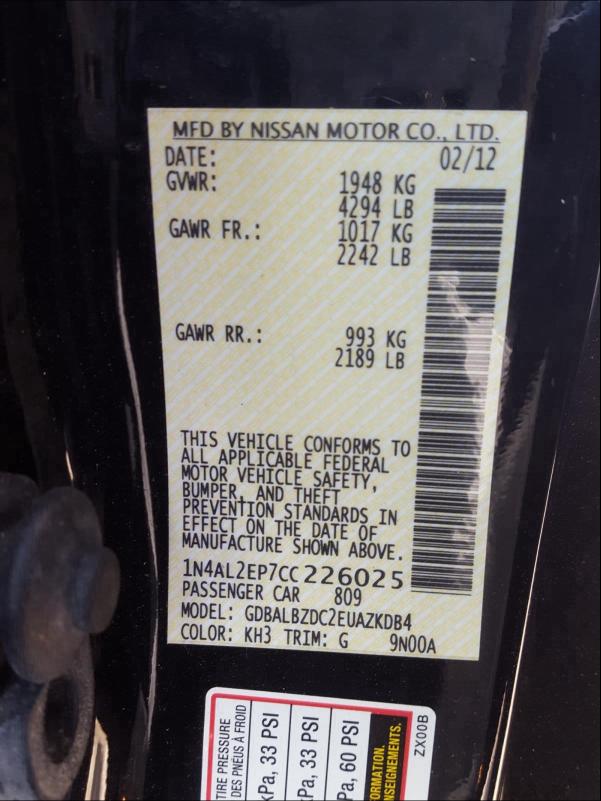 MFD BY NISSAN MOTOR CO., LTD.
DATE: 02/12
GVWR: 1948 KG
4294 LB
GAWR FR.: 1017 KG
2242 LB
GAWR RR.: 993 KG
2189 LB
THIS VEHICLE CONFORMS TO
ALL APPLICABLE FEDERAL
MOTOR VEHICLE SAFETY,
BUMPER, AND THEFT
PREVENTION STANDARDS IN
EFFECT ON THE DATE OF
MANUFACTURE SHOWN ABOVE.
1N4AL2EP7CC226025
PASSENGER CAR 809
MODEL: GDBALBZDC2EUAZKDB4
COLOR: KH3 TRIM: G 9N00A
TIRE PRESSURE
DES PNEUS À FROID
kPa, 33 PSI
kPa, 33 PSI
Pa, 60 PSI
ZX00B